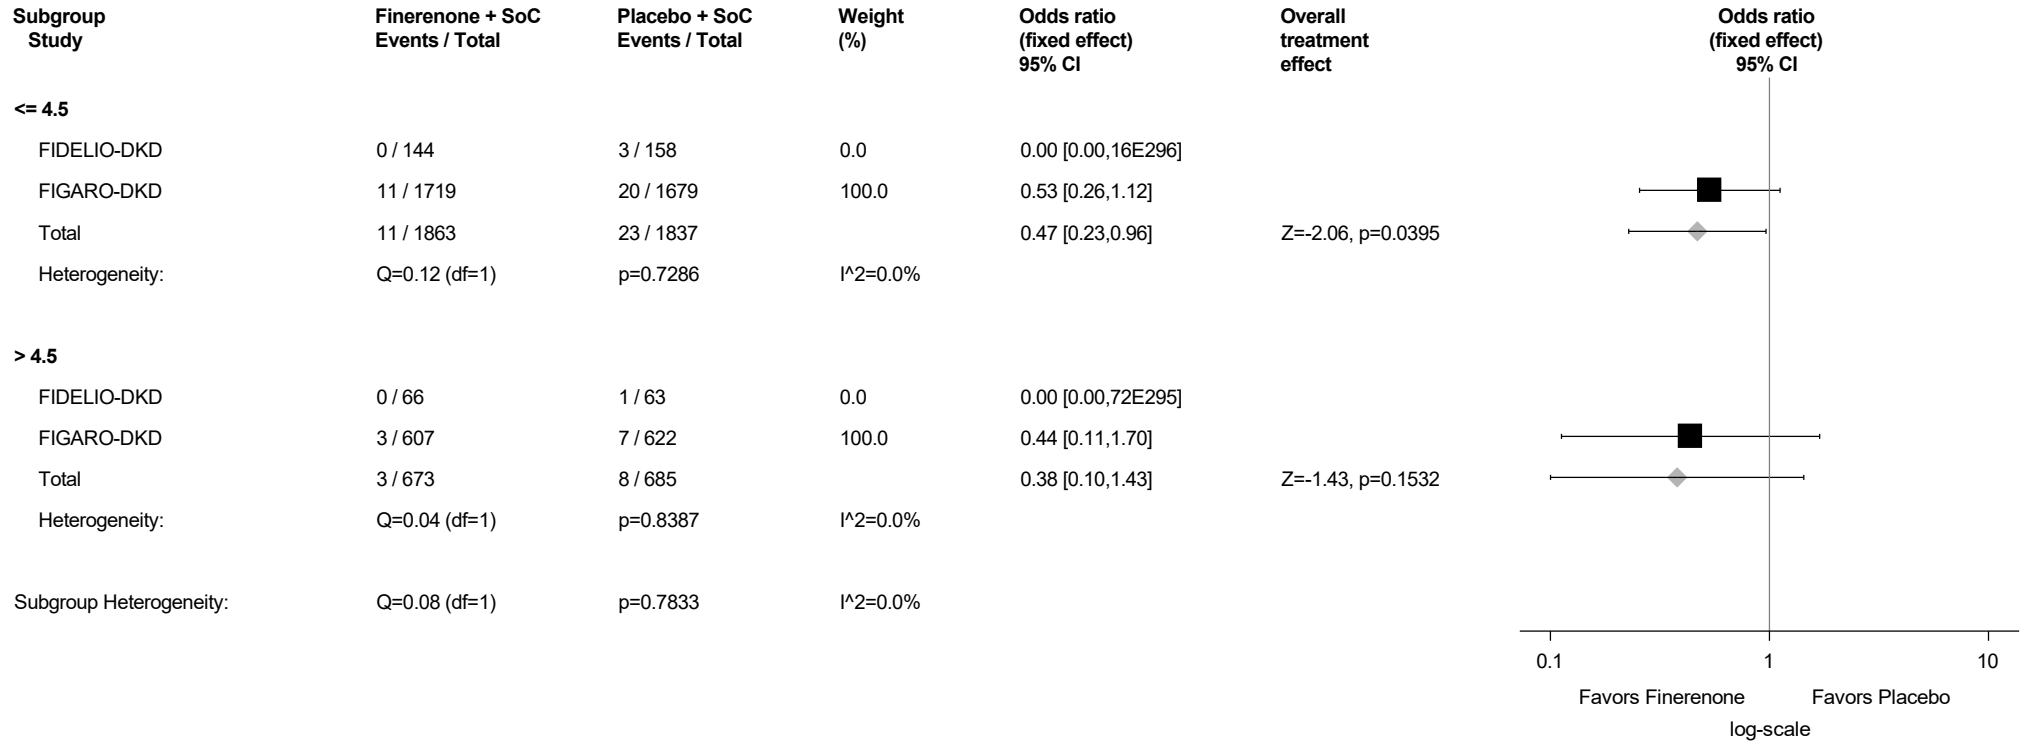 Subgroup Finerenone + SoC Placebo + SoC Weight Odds ratio Overall Odds ratio
Study Events / Total Events / Total (%) (fixed effect) treatment (fixed effect)
95% CI effect 95% CI
<= 4.5
FIDELIO-DKD 0 / 144 3 / 158 0.0 0.00 [0.00,16E296]
FIGARO-DKD 11 / 1719 20 / 1679 100.0 0.53 [0.26,1.12]
Total 11 / 1863 23 / 1837 0.47 [0.23,0.96] Z=-2.06, p=0.0395
Heterogeneity: Q=0.12 (df=1) p=0.7286 I^2=0.0%
> 4.5
FIDELIO-DKD 0 / 66 1 / 63 0.0 0.00 [0.00,72E295]
FIGARO-DKD 3 / 607 7 / 622 100.0 0.44 [0.11,1.70]
Total 3 / 673 8 / 685 0.38 [0.10,1.43] Z=-1.43, p=0.1532
Heterogeneity: Q=0.04 (df=1) p=0.8387 I^2=0.0%
Subgroup Heterogeneity: Q=0.08 (df=1) p=0.7833 I^2=0.0%
0.1 1 10
Favors Finerenone Favors Placebo
log-scale